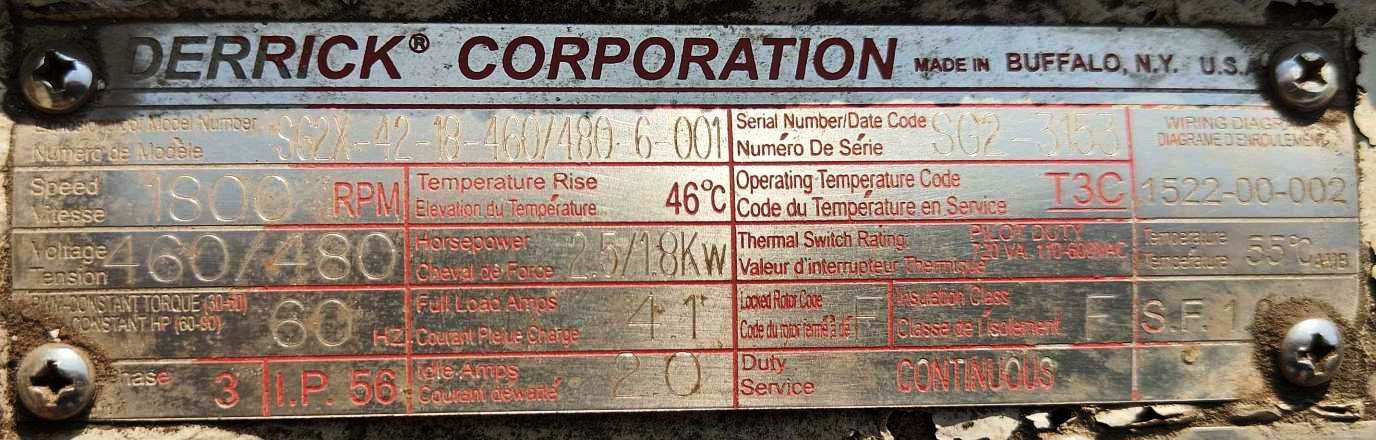 DERRICK® CORPORATION MADE IN BUFFALO, N.Y. U.S.A
Model Number SG2X-42-18-460/480-6-001
Numéro de Modèle
Serial Number/Date Code SG2-3153
Numéro De Série
WIRING DIAGR
DIAGRAME D'ENROULEMENT
1522-00-002
Speed 1800 RPM
Vitesse
Temperature Rise 46°C
Elevation du Température
Operating Temperature Code T3C
Code du Température en Service
Voltage 460/480
Tension
Horsepower 2.5/1.8Kw
Cheval de Force
Thermal Switch Rating PILOT DUTY
Valeur d'interrupteur Thermique 720 VA. 110-600VAC
Temperature 55°C AMB
Temperature
CONSTANT TORQUE (30-60) 60 HZ
CONSTANT HP (60-90)
Full Load Amps 4.1
Courant Pleine Charge
Locked Rotor Code F
Code du rotor fermé à clé
Insulation Class F
Classe de l'isolement
S.F. 1
hase 3
I.P. 56
Idle Amps 2.0
Courant
Duty CONTINUOUS
Service